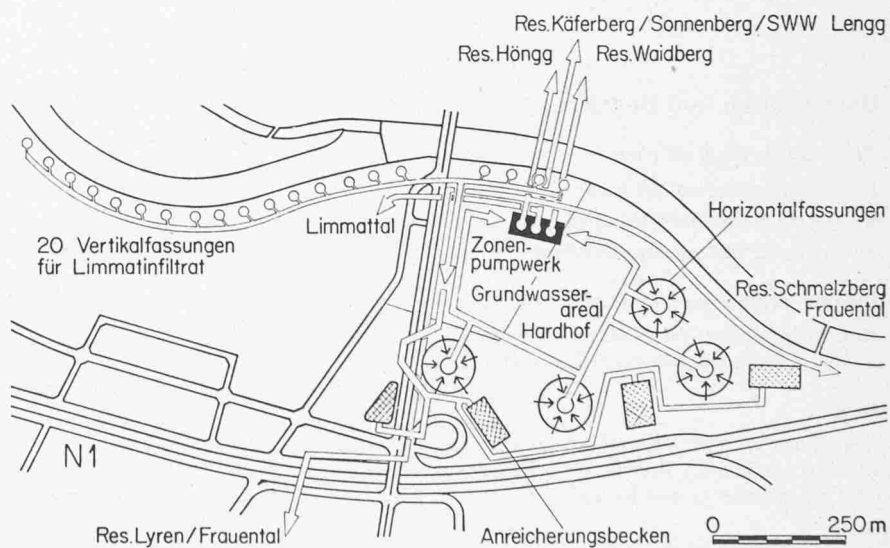 Res.Käferberg/Sonnenberg/SWW Lengg
Res.Höngg
Res.Waidberg
Horizontalfassungen
Limmattal
20 Vertikalfassungen
für Limmatinfiltrat
Zonen-
pumpwerk
Grundwasser-
areal
Hardhof
Res.Schmelzberg
Frauental
N1
Res.Lyren/Frauental
Anreicherungsbecken
0 250 m